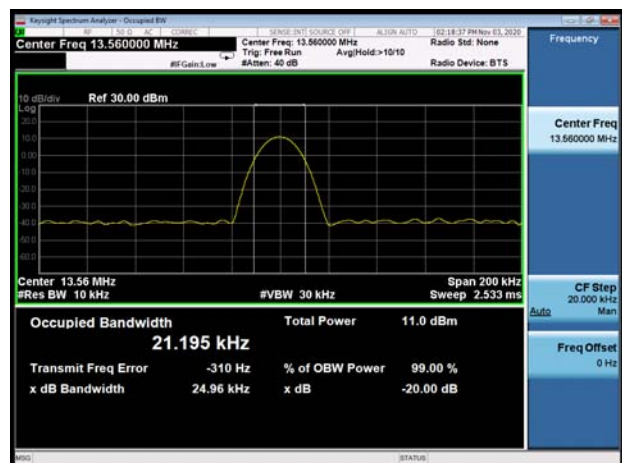 Keysight Spectrum Analyzer - Occupied BW
RF 50 Ω AC CORREC SENSE:INT SOURCE OFF ALIGN AUTO 02:18:37 PM Nov 03, 2020
Center Freq 13.560000 MHz
Center Freq: 13.560000 MHz
Radio Std: None
Trig: Free Run Avg|Hold:>10/10
#IFGain:Low #Atten: 40 dB
Radio Device: BTS
Frequency
10 dB/div Ref 30.00 dBm
Log
20.0
10.0
0.00
-10.0
-20.0
-30.0
-40.0
-50.0
-60.0
Center 13.56 MHz
Span 200 kHz
#Res BW 10 kHz
#VBW 30 kHz
Sweep 2.533 ms
Occupied Bandwidth
21.195 kHz
Total Power 11.0 dBm
Transmit Freq Error -310 Hz
% of OBW Power 99.00 %
x dB Bandwidth 24.96 kHz
x dB -20.00 dB
Center Freq
13.560000 MHz
CF Step
20.000 kHz
Auto Man
Freq Offset
0 Hz
MSG
STATUS